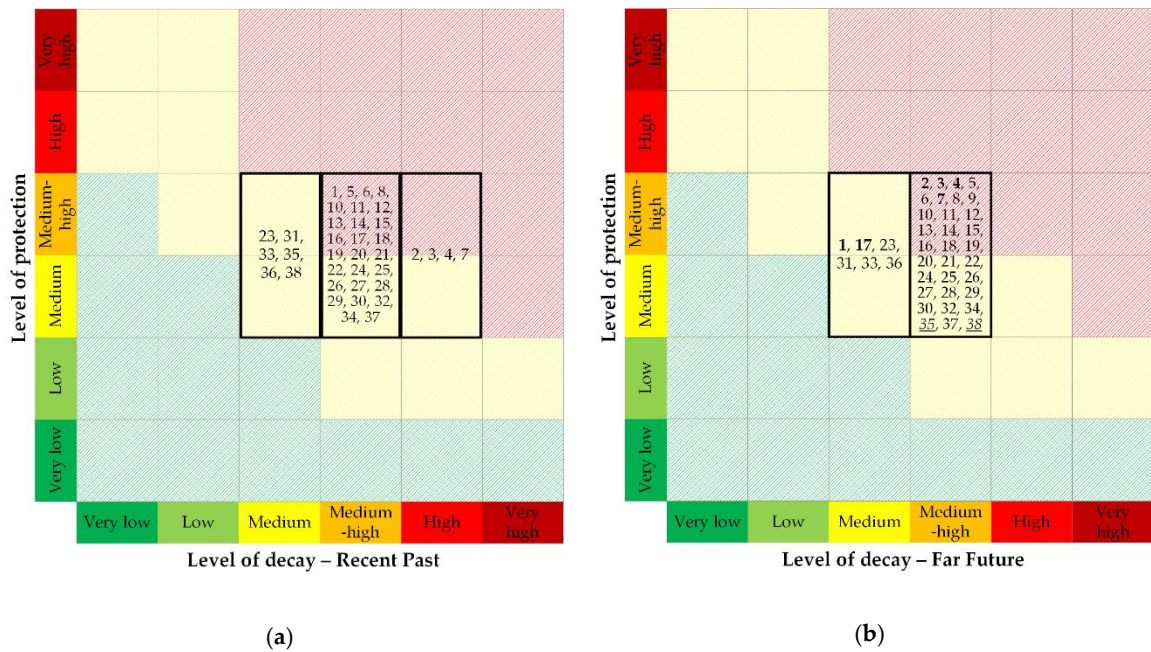 Level of protection
Very
high
High
Medium-
high
Medium
Low
Very low
23, 31,
33, 35,
36, 38
1, 5, 6, 8,
10, 11, 12,
13, 14, 15,
16, 17, 18,
19, 20, 21,
22, 24, 25,
26, 27, 28,
29, 30, 32,
34, 37
2, 3, 4, 7
Very low
Low
Medium
Medium
-high
High
Very
high
Level of decay – Recent Past
(a)
Level of protection
Very
high
High
Medium-
high
Medium
Low
Very low
1, 17, 23,
31, 33, 36
2, 3, 4, 5,
6, 7, 8, 9,
10, 11, 12,
13, 14, 15,
16, 18, 19,
20, 21, 22,
24, 25, 26,
27, 28, 29,
30, 32, 34,
35, 37, 38
Very low
Low
Medium
Medium
-high
High
Very
high
Level of decay – Far Future
(b)